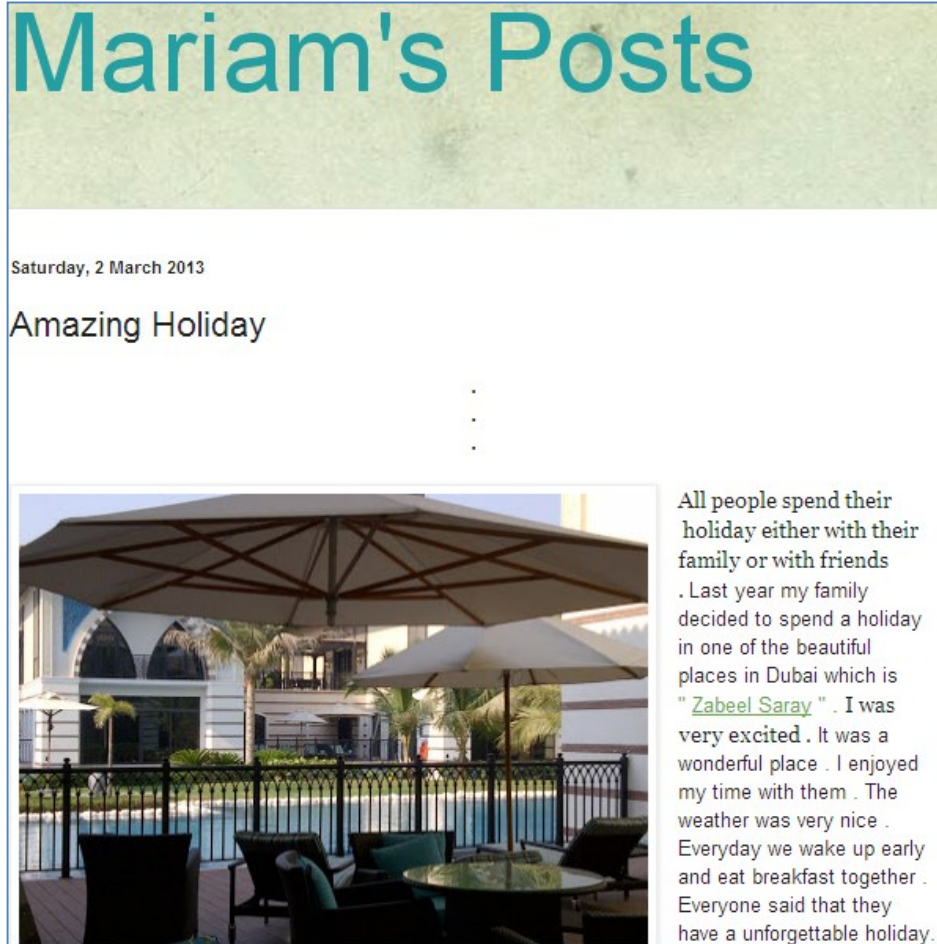 Mariam's Posts
Saturday, 2 March 2013
Amazing Holiday
.
.
.
All people spend their
holiday either with their
family or with friends
. Last year my family
decided to spend a holiday
in one of the beautiful
places in Dubai which is
" Zabeel Saray " . I was
very excited . It was a
wonderful place . I enjoyed
my time with them . The
weather was very nice .
Everyday we wake up early
and eat breakfast together .
Everyone said that they
have a unforgettable holiday.